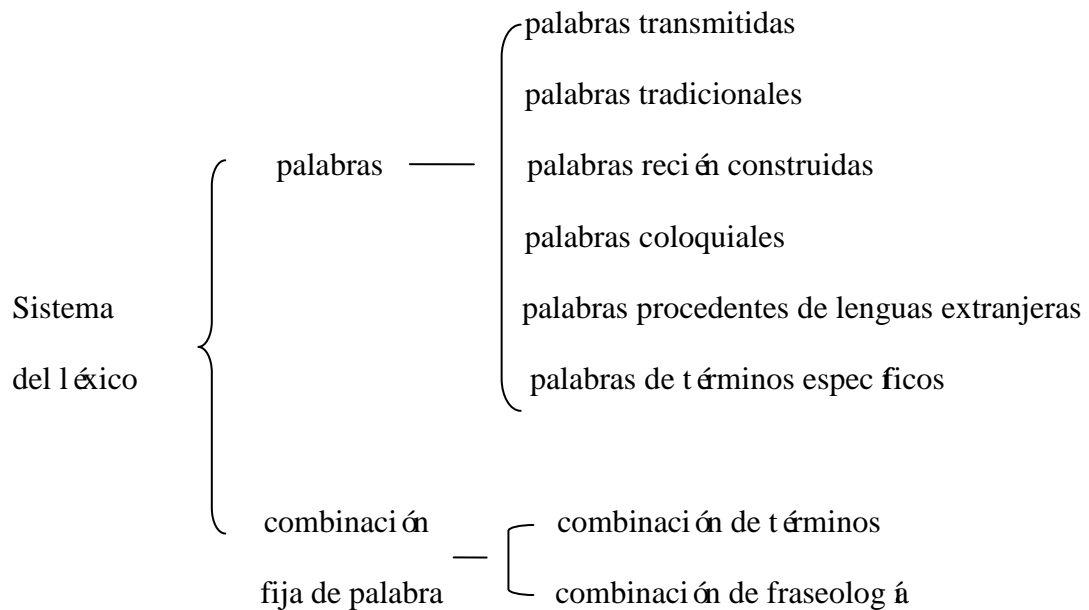 palabras transmitidas
palabras tradicionales
palabras recién construidas
palabras coloquiales
palabras procedentes de lenguas extranjeras
palabras de términos específicos
palabras
Sistema
del léxico
combinación
fija de palabra
combinación de términos
combinación de fraseología